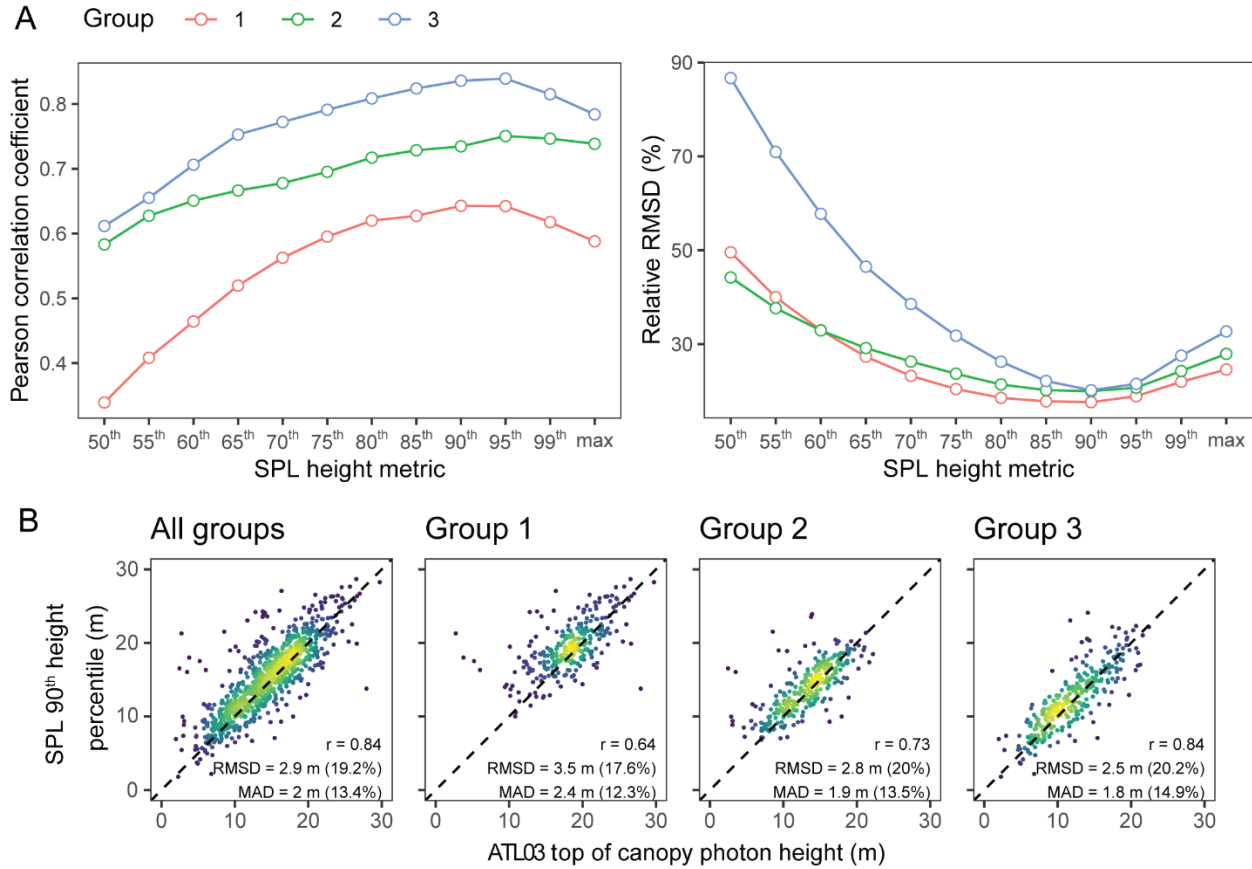 A
Group 1 2 3
Pearson correlation coefficient
0.8
0.7
0.6
0.5
0.4
50th 55th 60th 65th 70th 75th 80th 85th 90th 95th 99th max
SPL height metric
Relative RMSD (%)
90
70
50
30
50th 55th 60th 65th 70th 75th 80th 85th 90th 95th 99th max
SPL height metric
B
All groups
Group 1
Group 2
Group 3
SPL 90th height
percentile (m)
30
20
10
0
r = 0.84
RMSD = 2.9 m (19.2%)
MAD = 2 m (13.4%)
r = 0.64
RMSD = 3.5 m (17.6%)
MAD = 2.4 m (12.3%)
r = 0.73
RMSD = 2.8 m (20%)
MAD = 1.9 m (13.5%)
r = 0.84
RMSD = 2.5 m (20.2%)
MAD = 1.8 m (14.9%)
0 10 20 30
0 10 20 30
0 10 20 30
0 10 20 30
ATL03 top of canopy photon height (m)